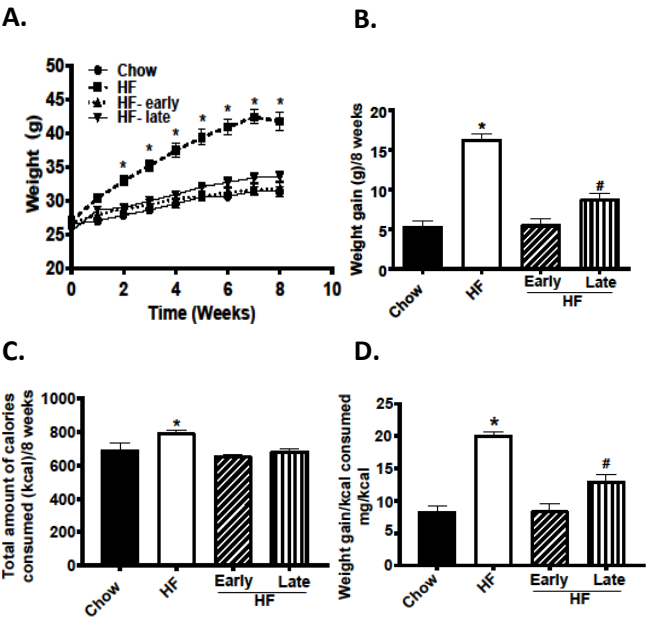 A.
50
45
40
35
30
25
20
Weight (g)
Chow
HF
HF- early
HF- late
* * * * * * *
0 2 4 6 8 10
Time (Weeks)
B.
20
15
10
5
0
Weight gain (g)/8 weeks
*
#
Chow
HF
Early
Late
HF
C.
1000
800
600
400
200
0
Total amount of calories
consumed (kcal)/8 weeks
*
Chow
HF
Early
Late
HF
D.
25
20
15
10
5
0
Weight gain/kcal consumed
mg/kcal
*
#
Chow
HF
Early
Late
HF